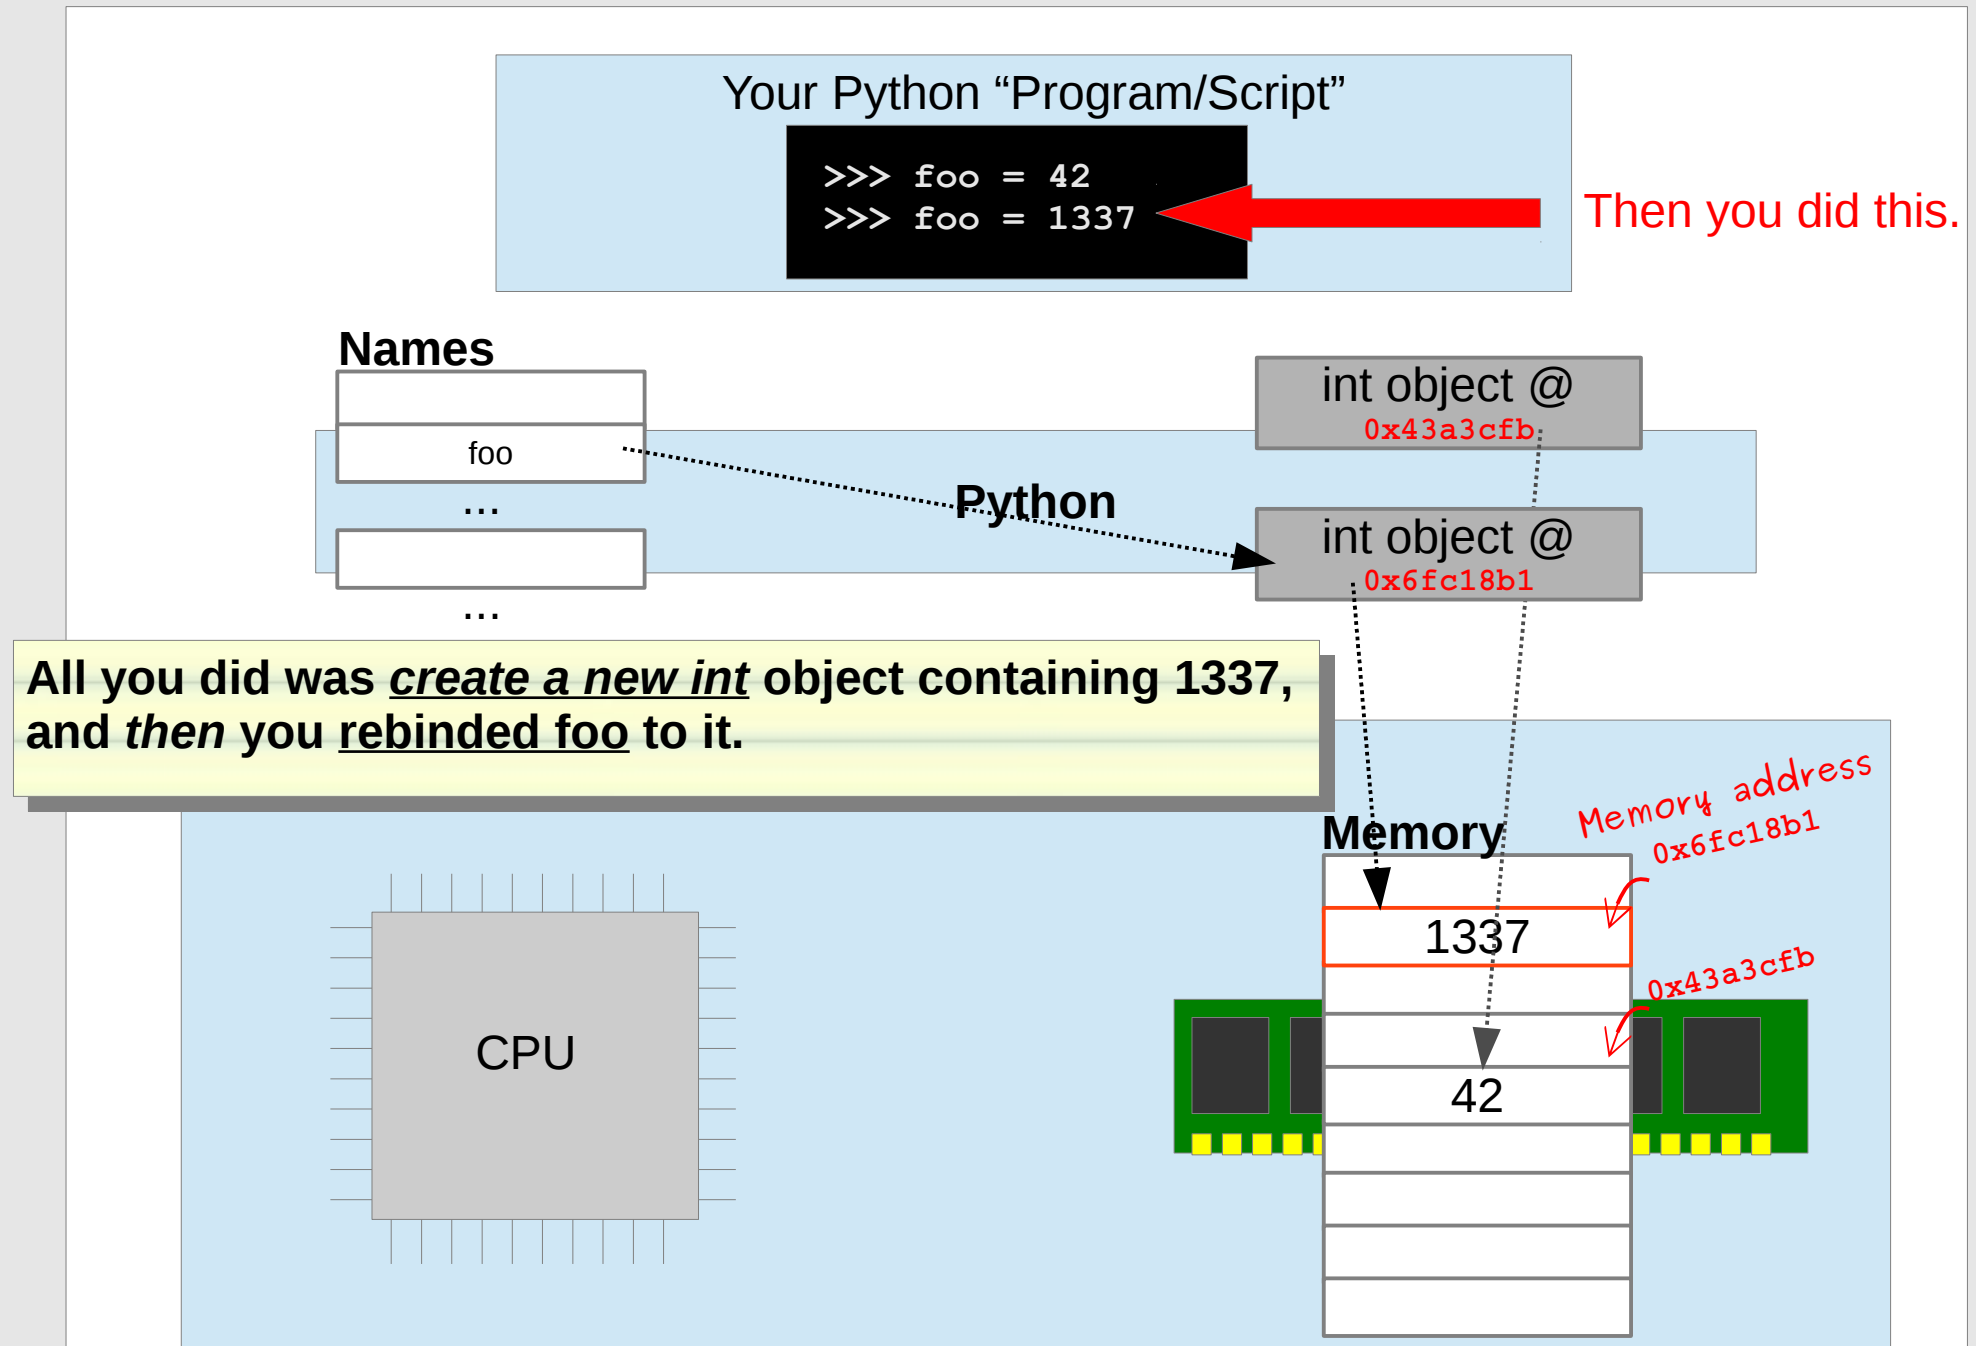 Your Python “Program/Script”
>>> foo = 42
>>> foo = 1337
Then you did this.
Names
foo
...
...
Python
int object @
0x43a3cfb
int object @
0x6fc18b1
All you did was create a new int object containing 1337,
and then you rebinded foo to it.
Memory
Memory address
0x6fc18b1
1337
0x43a3cfb
42
CPU